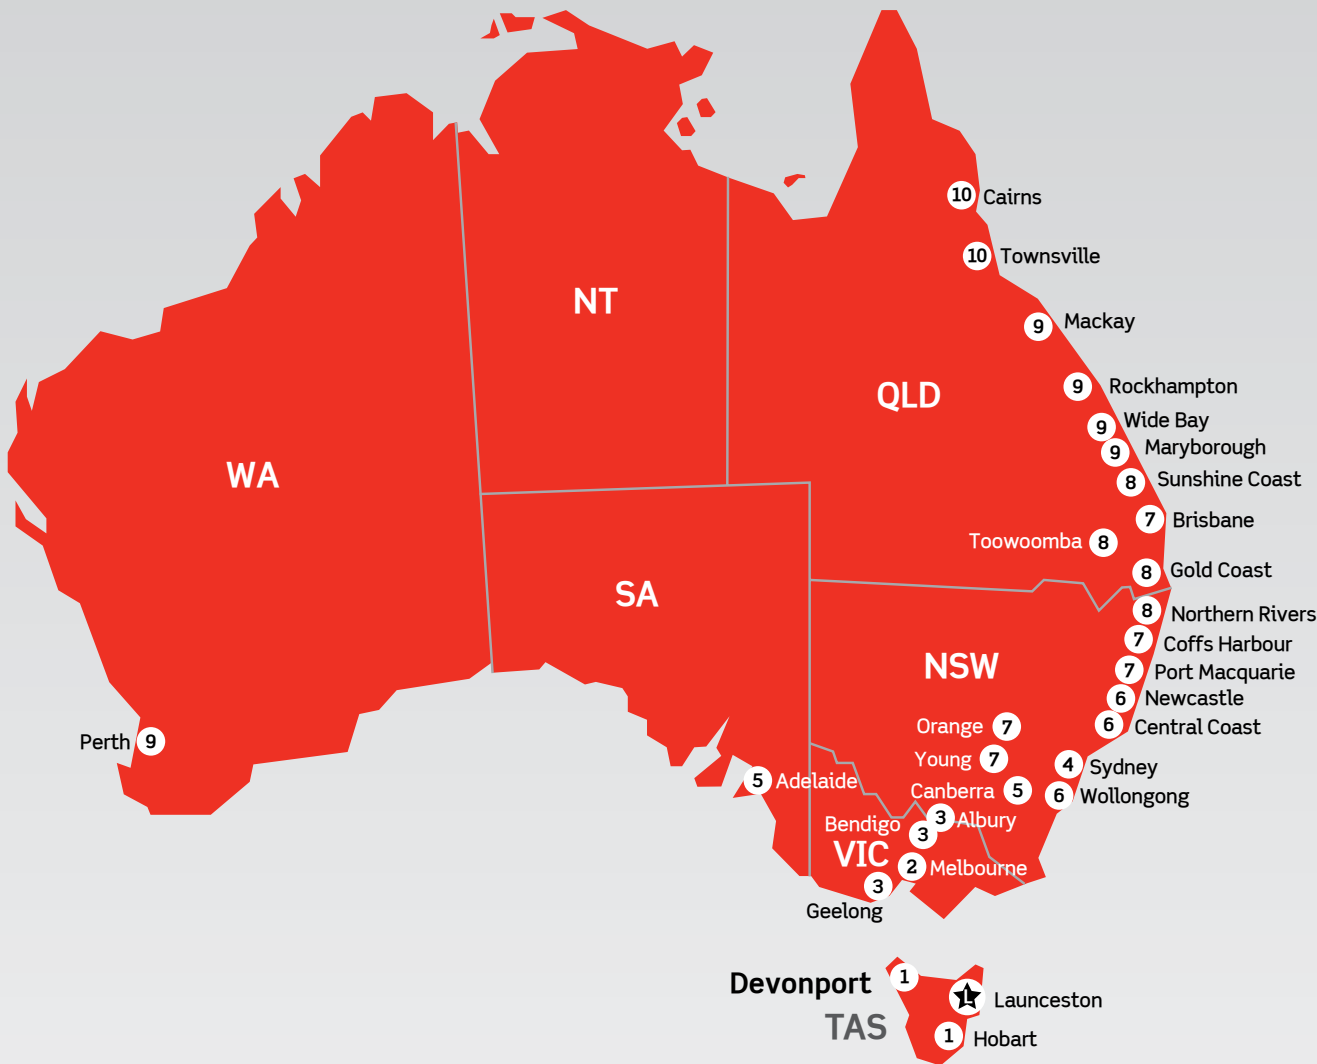 10 Cairns
10 Townsville
9 Mackay
NT
QLD
9 Rockhampton
9 Wide Bay
9 Maryborough
WA
8 Sunshine Coast
7 Brisbane
Toowoomba 8
8 Gold Coast
SA
8 Northern Rivers
7 Coffs Harbour
NSW
7 Port Macquarie
6 Newcastle
Orange 7
6 Central Coast
Perth 9
Young 7
4 Sydney
5 Adelaide
Canberra 5
6 Wollongong
3 Albury
Bendigo 3
VIC
2 Melbourne
3
Geelong
Devonport 1
L Launceston
TAS
1 Hobart